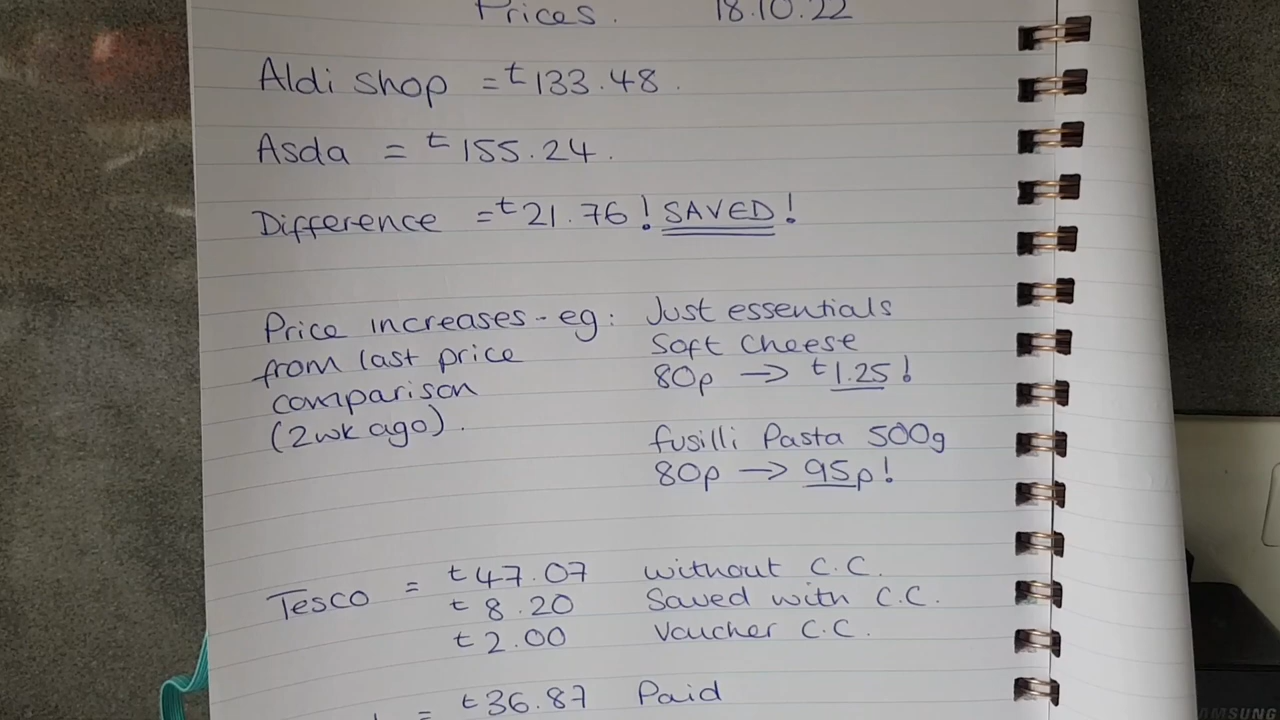 Prices. 18.10.22
Aldi shop = £133.48.
Asda = £155.24.
Difference = £21.76! SAVED!
Price increases - eg:
from last price
comparison
(2wk ago).
Just essentials
Soft Cheese
80p → £1.25!
fusilli Pasta 500g
80p → 95p!
Tesco = £47.07 without C.C.
£8.20 Saved with C.C.
£2.00 Voucher C.C.
= £36.87 Paid
SAMSUNG